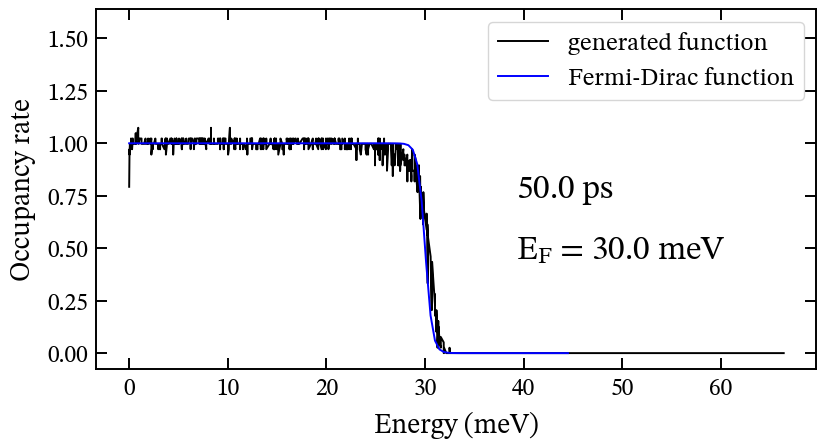 generated function
Fermi-Dirac function
50.0 ps
E_F = 30.0 meV
Occupancy rate
1.50
1.25
1.00
0.75
0.50
0.25
0.00
0 10 20 30 40 50 60
Energy (meV)